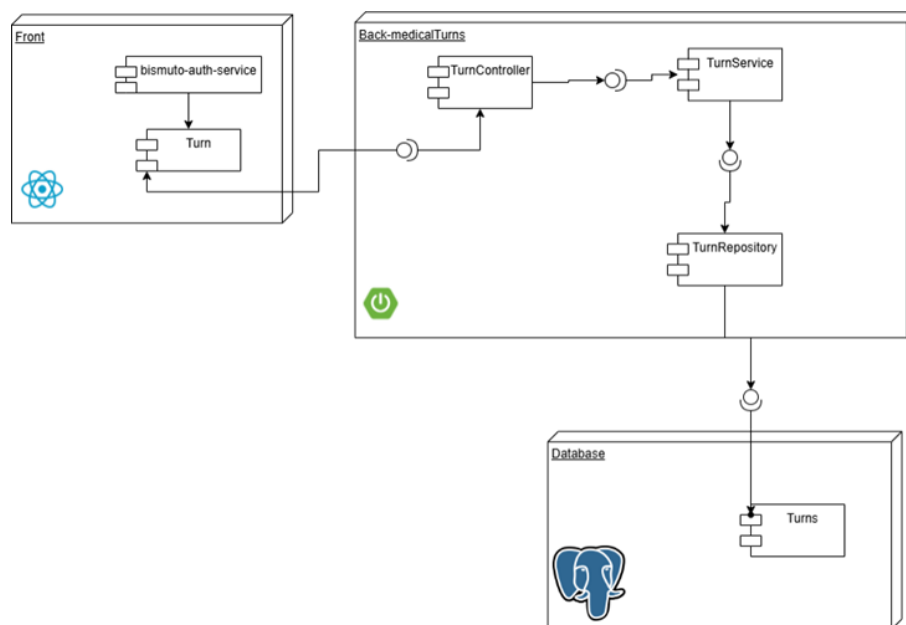 Front
bismuto-auth-service
Turn
Back-medicalTurns
TurnController
TurnService
TurnRepository
Database
Turns